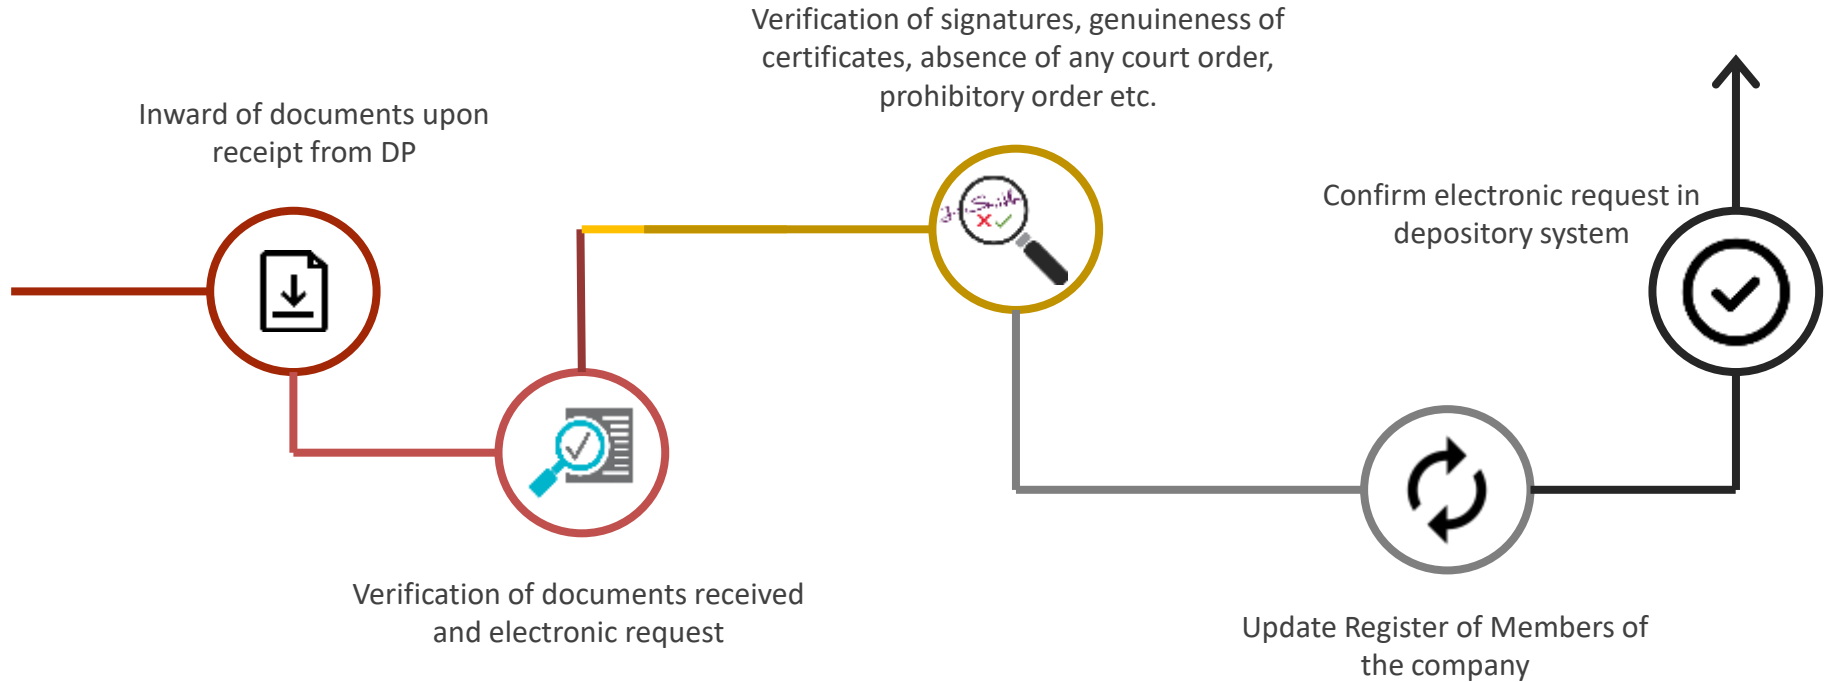 Inward of documents upon
receipt from DP
Verification of documents received
and electronic request
Verification of signatures, genuineness of
certificates, absence of any court order,
prohibitory order etc.
Update Register of Members of
the company
Confirm electronic request in
depository system